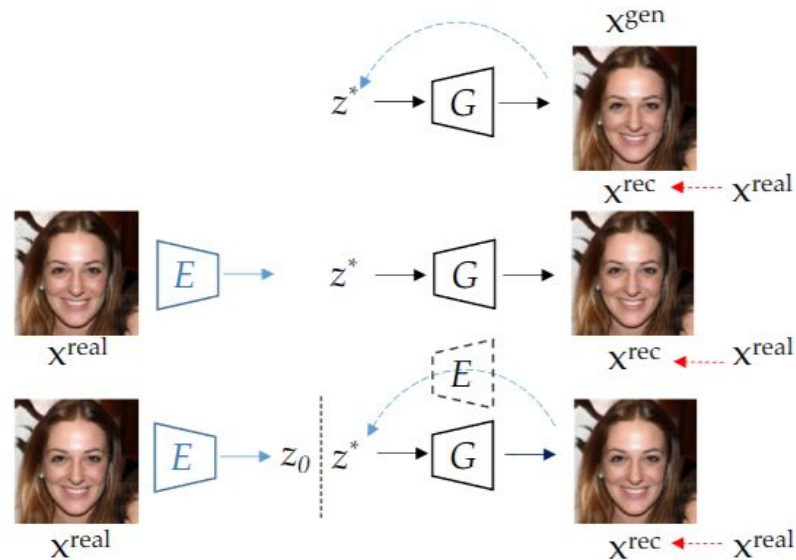 x^gen
z* G
x^rec x^real
E z* G
x^real x^rec x^real
E
E z_0 z* G
x^real x^rec x^real